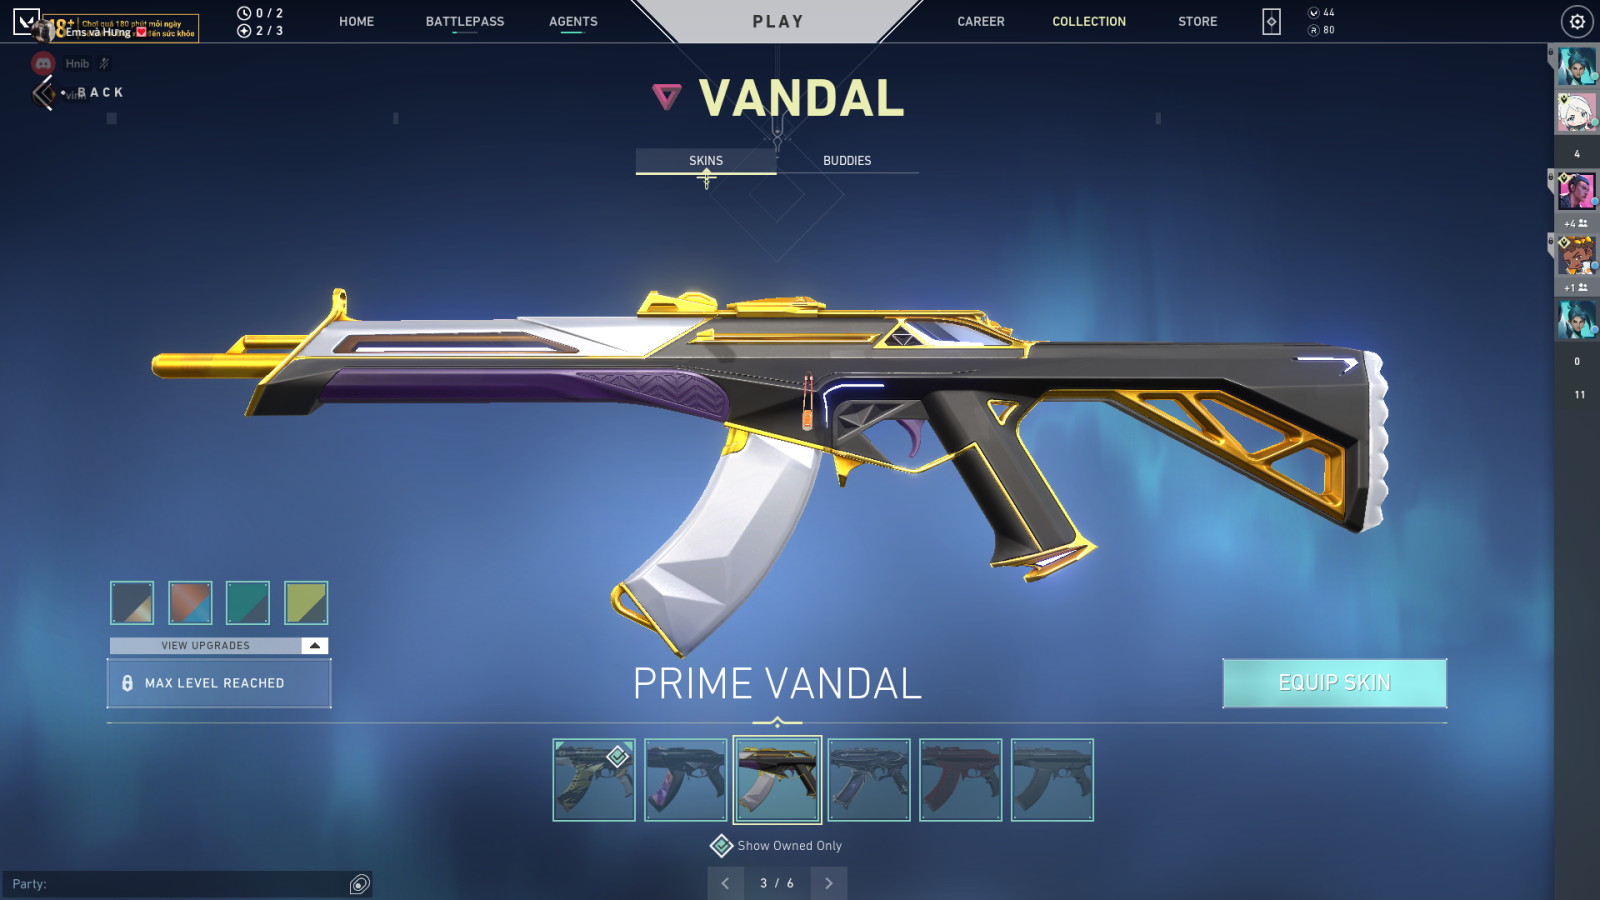 18+ Chơi quá 180 phút mỗi ngày
Ems và Hưng
đến sức khỏe
0 / 2
2 / 3
HOME
BATTLEPASS
AGENTS
PLAY
CAREER
COLLECTION
STORE
44
R 80
Hnib
BACK
VANDAL
SKINS
BUDDIES
4
+4
+1
0
11
VIEW UPGRADES
MAX LEVEL REACHED
PRIME VANDAL
EQUIP SKIN
Show Owned Only
Party:
3 / 6